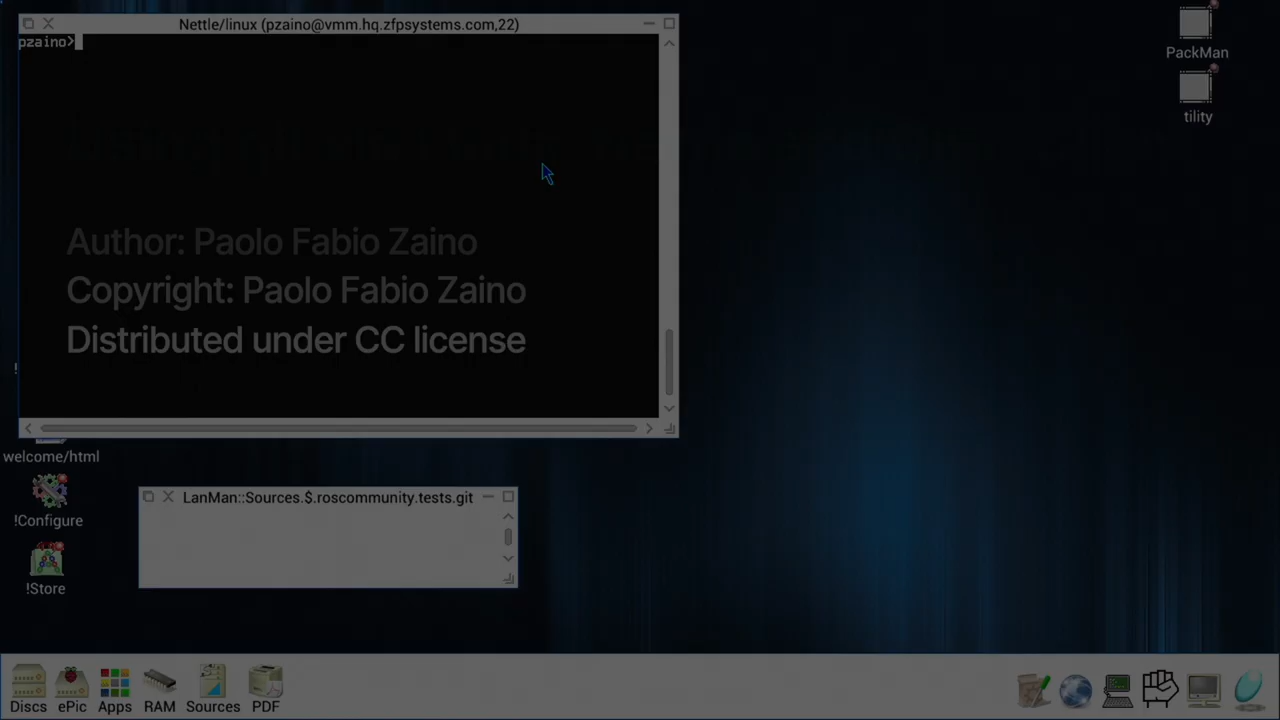 Nettle/linux (pzaino@vmm.hq.zfpsystems.com,22)
pzaino>
Author: Paolo Fabio Zaino
Copyright: Paolo Fabio Zaino
Distributed under CC license
PackMan
tility
!
welcome/html
!Configure
!Store
LanMan::Sources.$.roscommunity.tests.git
Discs
ePic
Apps
RAM
Sources
PDF